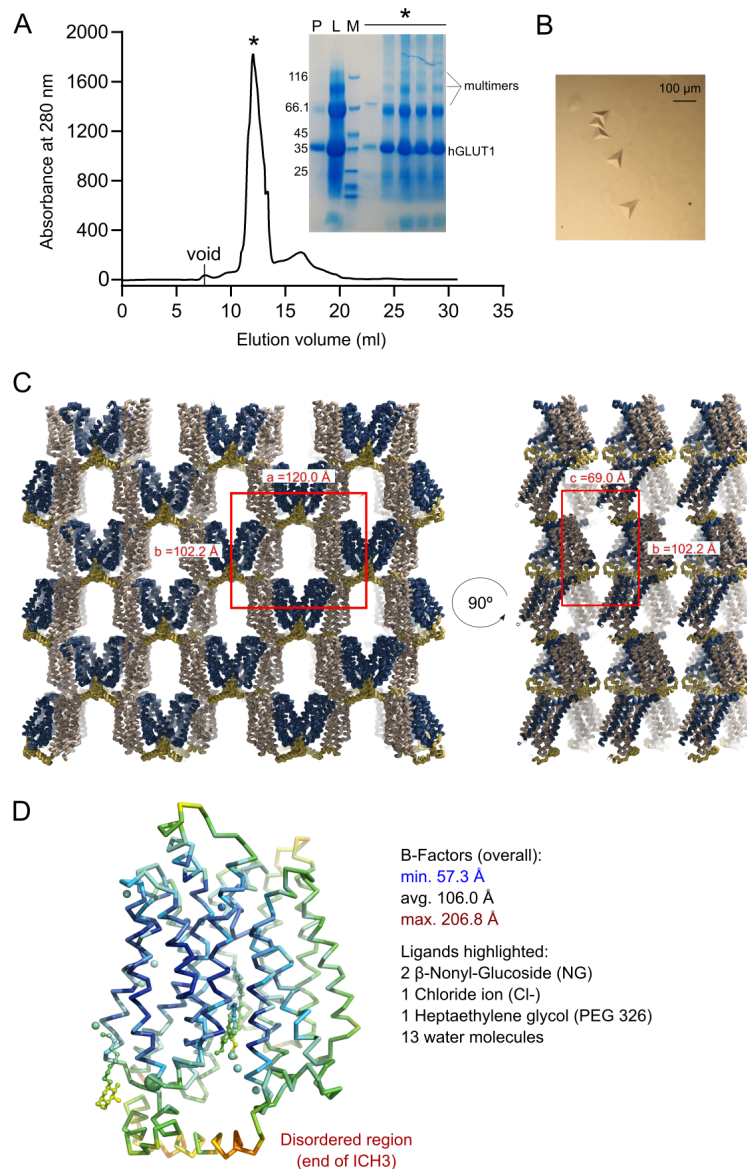 A
B
Absorbance at 280 nm
2000
1600
1200
800
400
0
0
5
10
15
20
25
30
35
Elution volume (ml)
*
void
P L M
*
116
66.1
45
35
25
multimers
hGLUT1
100 µm
C
a =120.0 Å
b =102.2 Å
90º
c =69.0 Å
b =102.2 Å
D
B-Factors (overall):
min. 57.3 Å
avg. 106.0 Å
max. 206.8 Å
Ligands highlighted:
2 β-Nonyl-Glucoside (NG)
1 Chloride ion (Cl-)
1 Heptaethylene glycol (PEG 326)
13 water molecules
Disordered region
(end of ICH3)